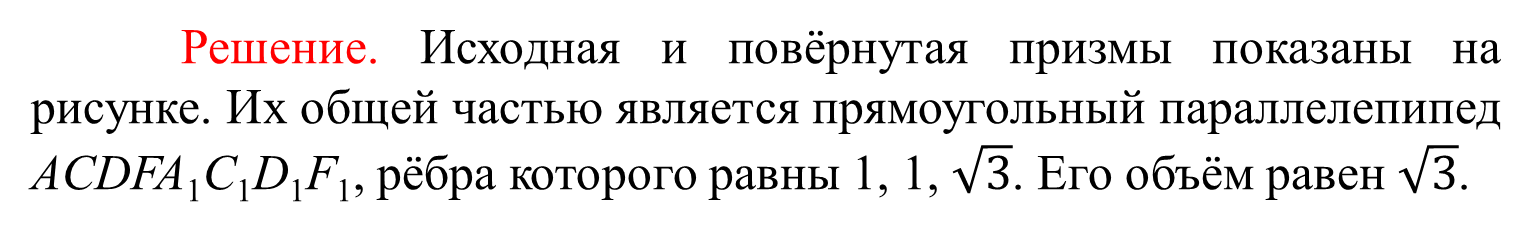 Решение. Исходная и повёрнутая призмы показаны на
рисунке. Их общей частью является прямоугольный параллелепипед
ACDFA₁C₁D₁F₁, рёбра которого равны 1, 1, √3. Его объём равен √3.